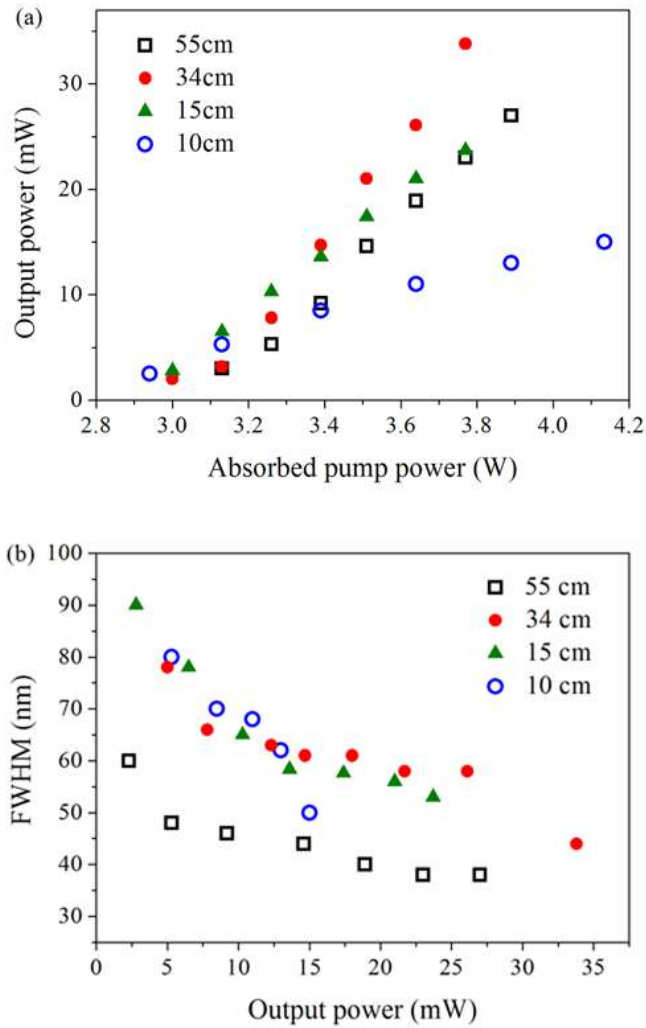 (a)
55cm
34cm
15cm
10cm
Output power (mW)
30
20
10
0
2.8 3.0 3.2 3.4 3.6 3.8 4.0 4.2
Absorbed pump power (W)
(b)
55 cm
34 cm
15 cm
10 cm
FWHM (nm)
100
90
80
70
60
50
40
30
0 5 10 15 20 25 30 35
Output power (mW)